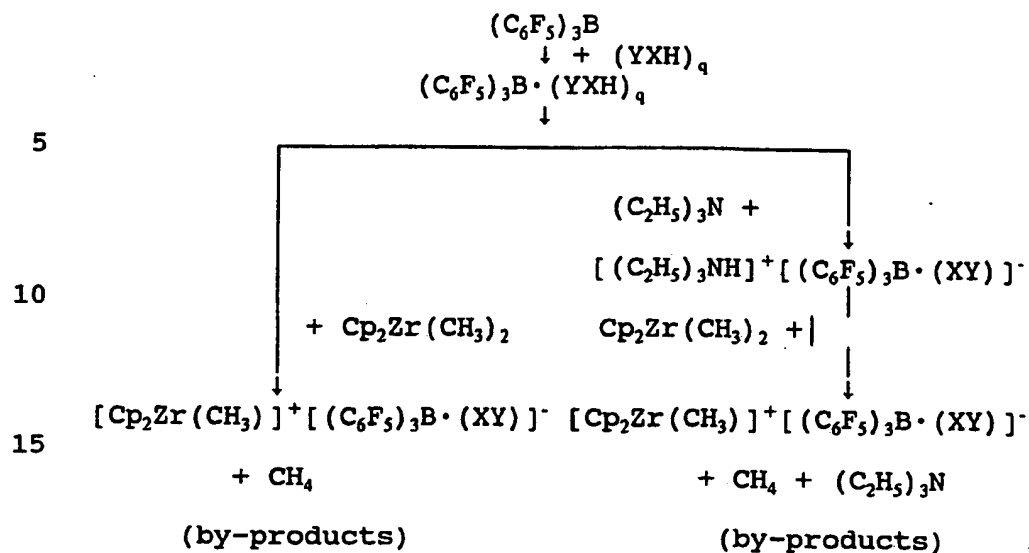 (C₆F₅)₃B
↓ + (YXH)q
(C₆F₅)₃B·(YXH)q
↓
5
(C₂H₅)₃N +
[(C₂H₅)₃NH]⁺[(C₆F₅)₃B·(XY)]⁻
10
+ Cp₂Zr(CH₃)₂ Cp₂Zr(CH₃)₂ +
[Cp₂Zr(CH₃)]⁺[(C₆F₅)₃B·(XY)]⁻ [Cp₂Zr(CH₃)]⁺[(C₆F₅)₃B·(XY)]⁻
15
+ CH₄ + CH₄ + (C₂H₅)₃N
(by-products) (by-products)